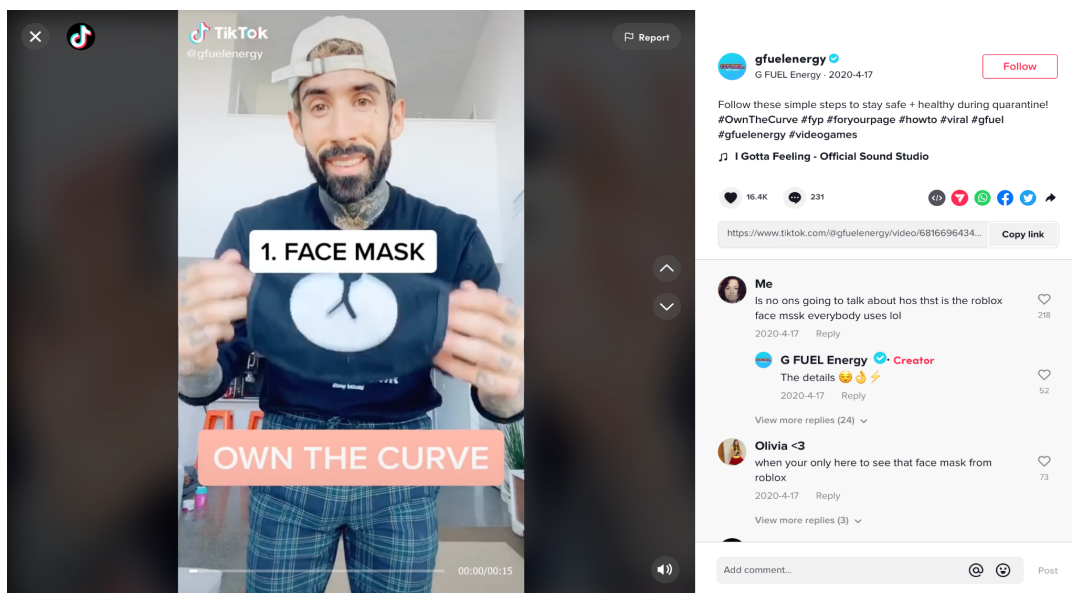 TikTok
@gfuelenergy
Report
1. FACE MASK
OWN THE CURVE
00:00/00:15
gfuelenergy
G FUEL Energy · 2020-4-17
Follow
Follow these simple steps to stay safe + healthy during quarantine!
#OwnTheCurve #fyp #foryourpage #howto #viral #gfuel
#gfuelenergy #videogames
I Gotta Feeling - Official Sound Studio
16.4K
231
https://www.tiktok.com/@gfuelenergy/video/6816696434...
Copy link
Me
Is no ons going to talk about hos thst is the roblox
face mssk everybody uses lol
218
2020-4-17 Reply
G FUEL Energy · Creator
The details 😌👌⚡
52
2020-4-17 Reply
View more replies (24)
Olivia <3
when your only here to see that face mask from
roblox
73
2020-4-17 Reply
View more replies (3)
Add comment...
Post